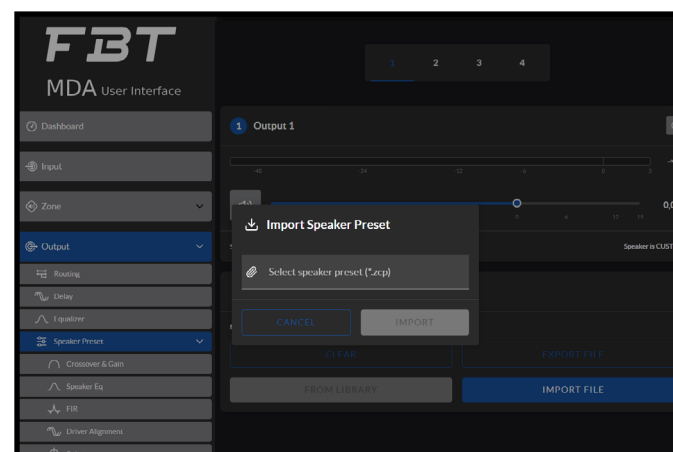 FBT
MDA User Interface
1 2 3 4
Dashboard
1 Output 1
Input
-48 -24 -12 -6 0 3
Zone
0,0
0 6 12 18
Import Speaker Preset
Output
Speaker is CUST
Select speaker preset (*.zcp)
Routing
Delay
Equalizer
CANCEL IMPORT
Speaker Preset
CLEAR EXPORT FILE
Crossover & Gain
Speaker Eq
FROM LIBRARY IMPORT FILE
FIR
Driver Alignment